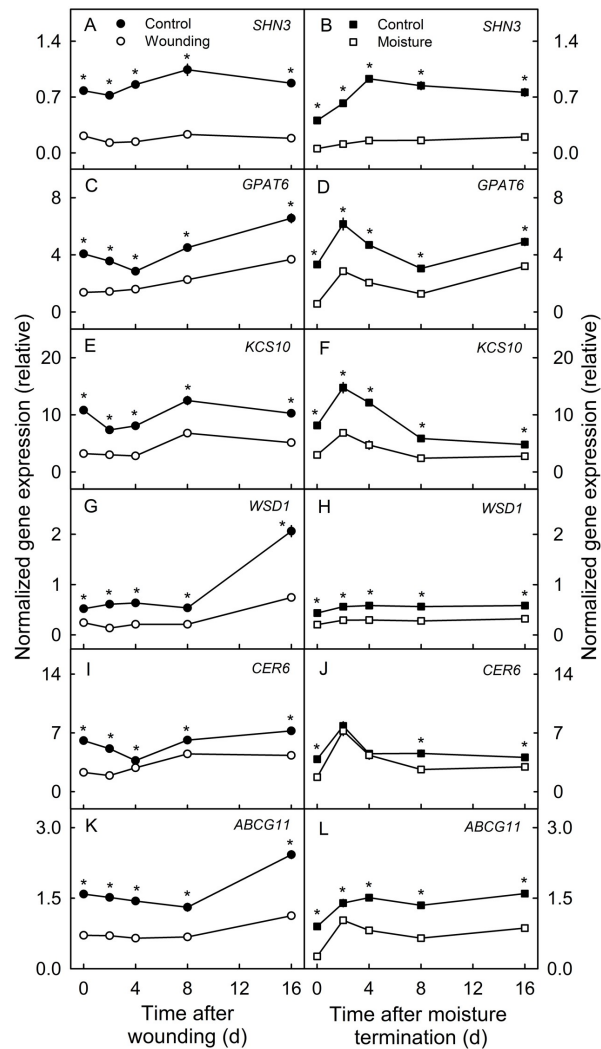 A
Control
SHN3
Wounding
B
Control
SHN3
Moisture
1.4
0.7
0.0
1.4
0.7
0.0
* * * * *
* * * * *
C
GPAT6
D
GPAT6
8
4
0
8
4
0
* * * * *
* * * * *
E
KCS10
F
KCS10
20
10
0
20
10
0
* * * * *
* * * * *
G
WSD1
H
WSD1
2
1
0
2
1
0
* * * * *
* * * * *
I
CER6
J
CER6
14
7
0
14
7
0
* * * * *
* * * *
K
ABCG11
L
ABCG11
3.0
1.5
0.0
3.0
1.5
0.0
* * * * *
* * * * *
0 4 8 12 16
0 4 8 12 16
Time after
wounding (d)
Time after moisture
termination (d)
Normalized gene expression (relative)
Normalized gene expression (relative)